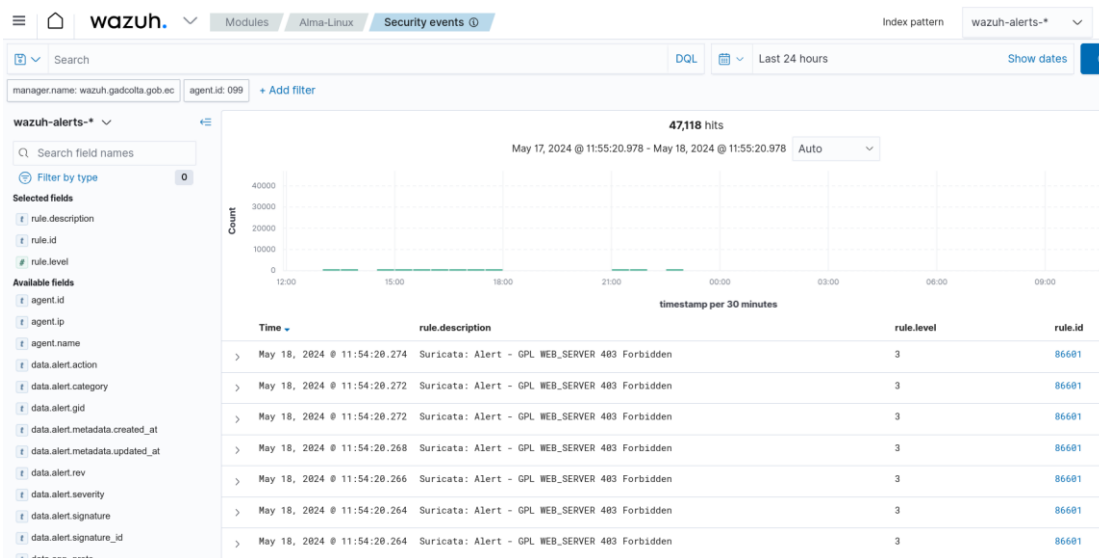 wazuh. Modules Alma-Linux Security events Index pattern wazuh-alerts-*
Search DQL Last 24 hours Show dates
manager.name: wazuh.gadcolta.gob.ec agent.id: 099 + Add filter
wazuh-alerts-*
Search field names
Filter by type 0
Selected fields
t rule.description
t rule.id
# rule.level
Available fields
t agent.id
t agent.ip
t agent.name
t data.alert.action
t data.alert.category
t data.alert.gid
t data.alert.metadata.created_at
t data.alert.metadata.updated_at
t data.alert.rev
t data.alert.severity
t data.alert.signature
t data.alert.signature_id
47,118 hits
May 17, 2024 @ 11:55:20.978 - May 18, 2024 @ 11:55:20.978 Auto
Count
40000
30000
20000
10000
0
12:00 15:00 18:00 21:00 00:00 03:00 06:00 09:00
timestamp per 30 minutes
Time rule.description rule.level rule.id
May 18, 2024 @ 11:54:20.274 Suricata: Alert - GPL WEB_SERVER 403 Forbidden 3 86601
May 18, 2024 @ 11:54:20.272 Suricata: Alert - GPL WEB_SERVER 403 Forbidden 3 86601
May 18, 2024 @ 11:54:20.272 Suricata: Alert - GPL WEB_SERVER 403 Forbidden 3 86601
May 18, 2024 @ 11:54:20.268 Suricata: Alert - GPL WEB_SERVER 403 Forbidden 3 86601
May 18, 2024 @ 11:54:20.266 Suricata: Alert - GPL WEB_SERVER 403 Forbidden 3 86601
May 18, 2024 @ 11:54:20.264 Suricata: Alert - GPL WEB_SERVER 403 Forbidden 3 86601
May 18, 2024 @ 11:54:20.264 Suricata: Alert - GPL WEB_SERVER 403 Forbidden 3 86601